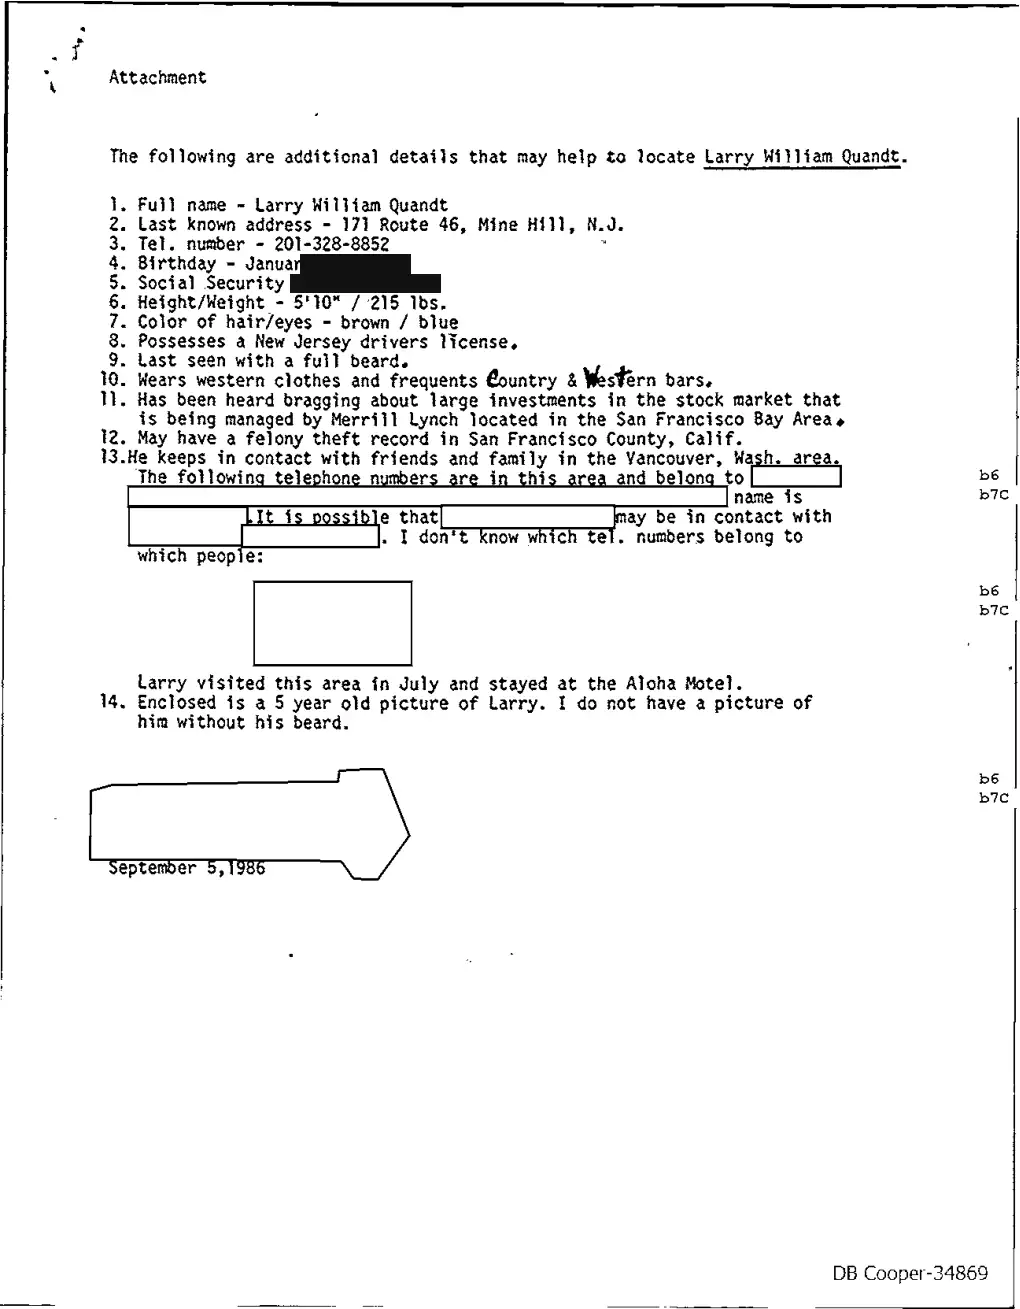 Attachment
The following are additional details that may help to locate Larry William Quandt.
1. Full name - Larry William Quandt
2. Last known address - 171 Route 46, Mine Hill, N.J.
3. Tel. number - 201-328-8852
4. Birthday - Januar
5. Social Security
6. Height/Weight - 5'10" / 215 lbs.
7. Color of hair/eyes - brown / blue
8. Possesses a New Jersey drivers license.
9. Last seen with a full beard.
10. Wears western clothes and frequents Country & Western bars.
11. Has been heard bragging about large investments in the stock market that
is being managed by Merrill Lynch located in the San Francisco Bay Area.
12. May have a felony theft record in San Francisco County, Calif.
13.He keeps in contact with friends and family in the Vancouver, Wash. area.
The following telephone numbers are in this area and belong to
b6
name is
b7C
.It is possible that may be in contact with
. I don't know which tel. numbers belong to
which people:
b6
b7C
Larry visited this area in July and stayed at the Aloha Motel.
14. Enclosed is a 5 year old picture of Larry. I do not have a picture of
him without his beard.
b6
b7C
September 5,1986
DB Cooper-34869